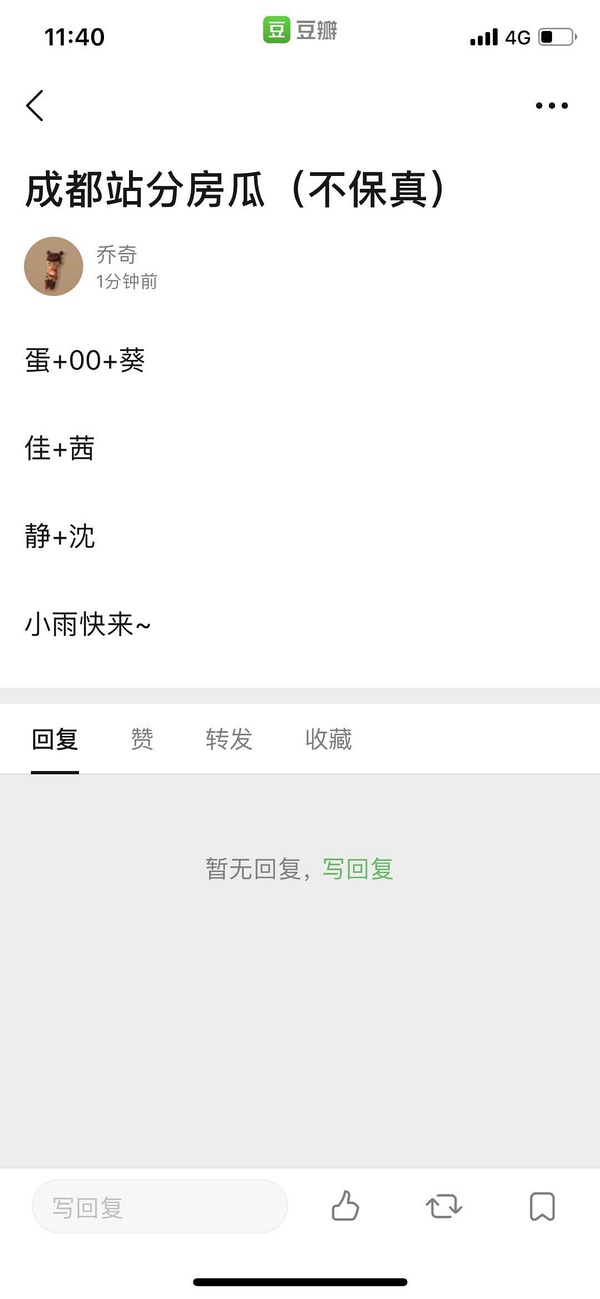 11:40
豆 豆瓣
4G
成都站分房瓜（不保真）
乔奇
1分钟前
蛋+00+葵
佳+茜
静+沈
小雨快来~
回复 赞 转发 收藏
暂无回复，写回复
写回复